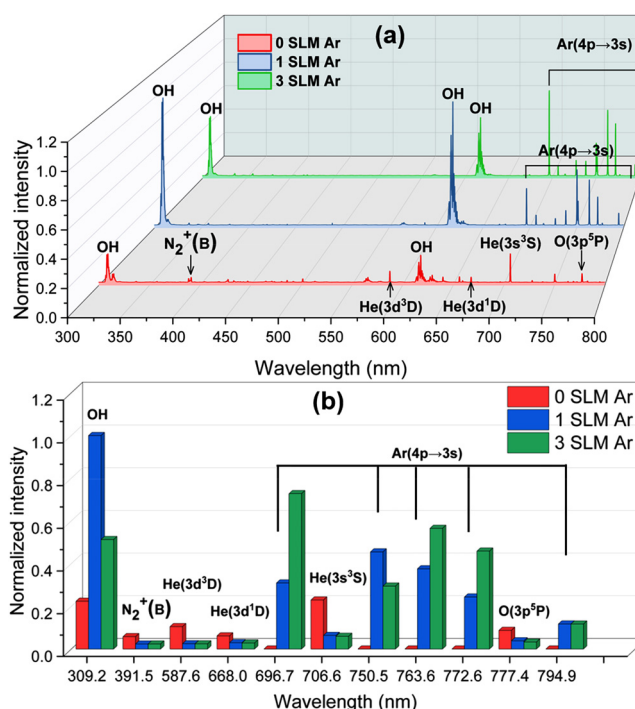 (a)
0 SLM Ar
1 SLM Ar
3 SLM Ar
Ar(4p→3s)
OH
OH
OH
OH
Ar(4p→3s)
OH
N₂⁺(B)
OH
He(3s³S)
O(3p⁵P)
He(3d³D)
He(3d¹D)
Normalized intensity
1.2
1.0
0.8
0.6
0.4
0.2
0.0
300 350 400 450 500 550 600 650 700 750 800
Wavelength (nm)
(b)
0 SLM Ar
1 SLM Ar
3 SLM Ar
OH
Ar(4p→3s)
N₂⁺(B)
He(3d³D)
He(3d¹D)
He(3s³S)
O(3p⁵P)
Normalized intensity
1.2
1.0
0.8
0.6
0.4
0.2
0.0
309.2 391.5 587.6 668.0 696.7 706.6 750.5 763.6 772.6 777.4 794.9
Wavelength (nm)